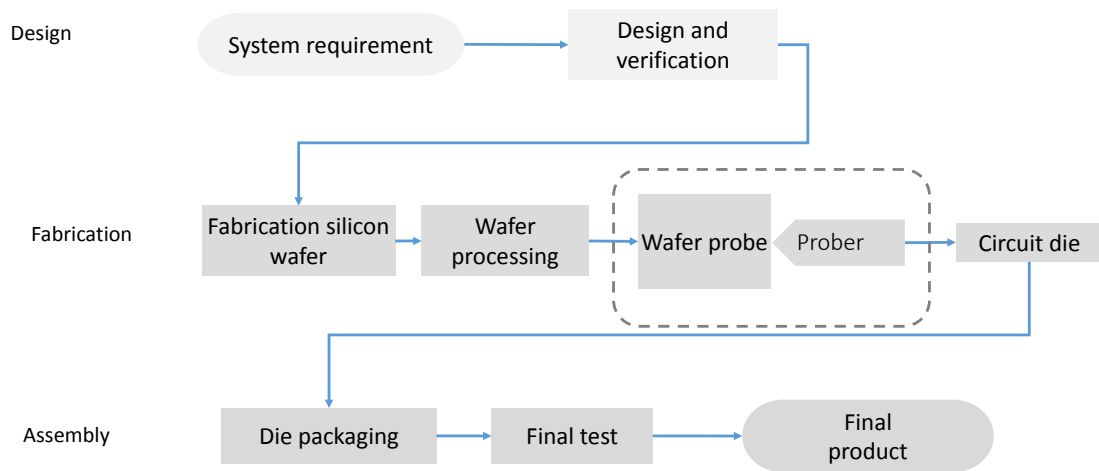 Design
System requirement
Design and
verification
Fabrication
Fabrication silicon
wafer
Wafer
processing
Wafer probe
Prober
Circuit die
Assembly
Die packaging
Final test
Final
product